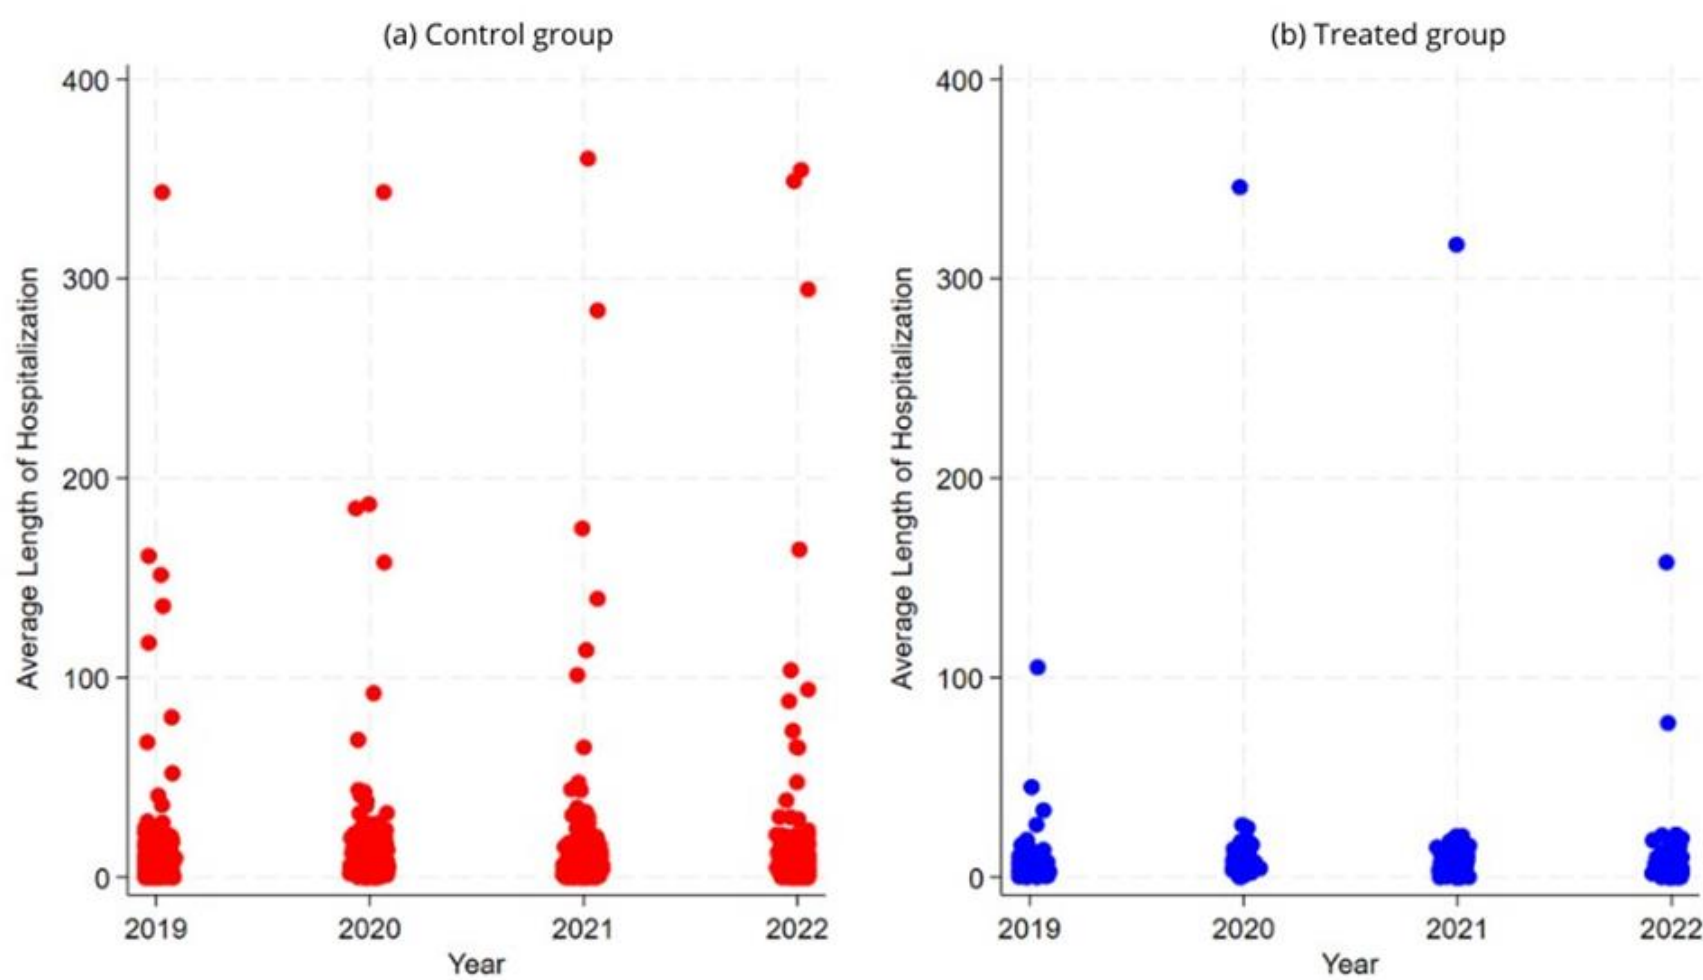 (a) Control group
Average Length of Hospitalization
400
300
200
100
0
2019 2020 2021 2022
Year
(b) Treated group
Average Length of Hospitalization
400
300
200
100
0
2019 2020 2021 2022
Year